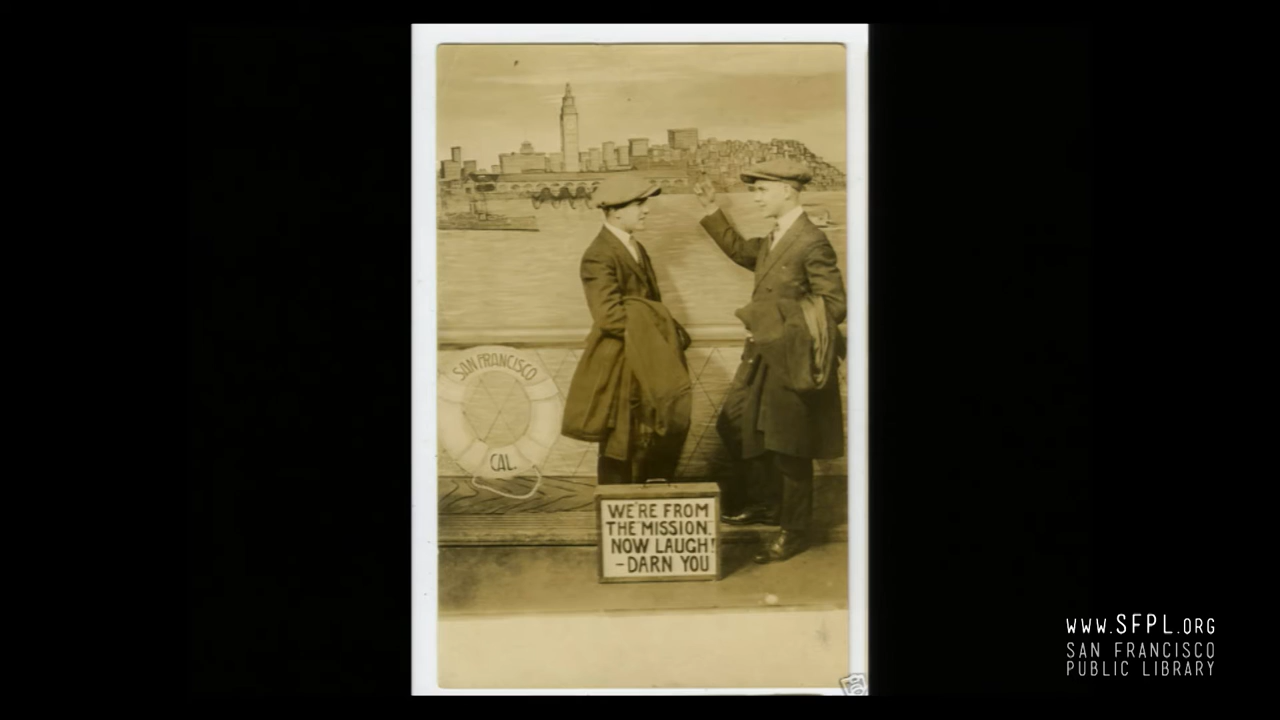 SAN FRANCISCO
CAL.
WE'RE FROM
THE MISSION.
NOW LAUGH!
-DARN YOU
www.SFPL.ORG
SAN FRANCISCO
PUBLIC LIBRARY